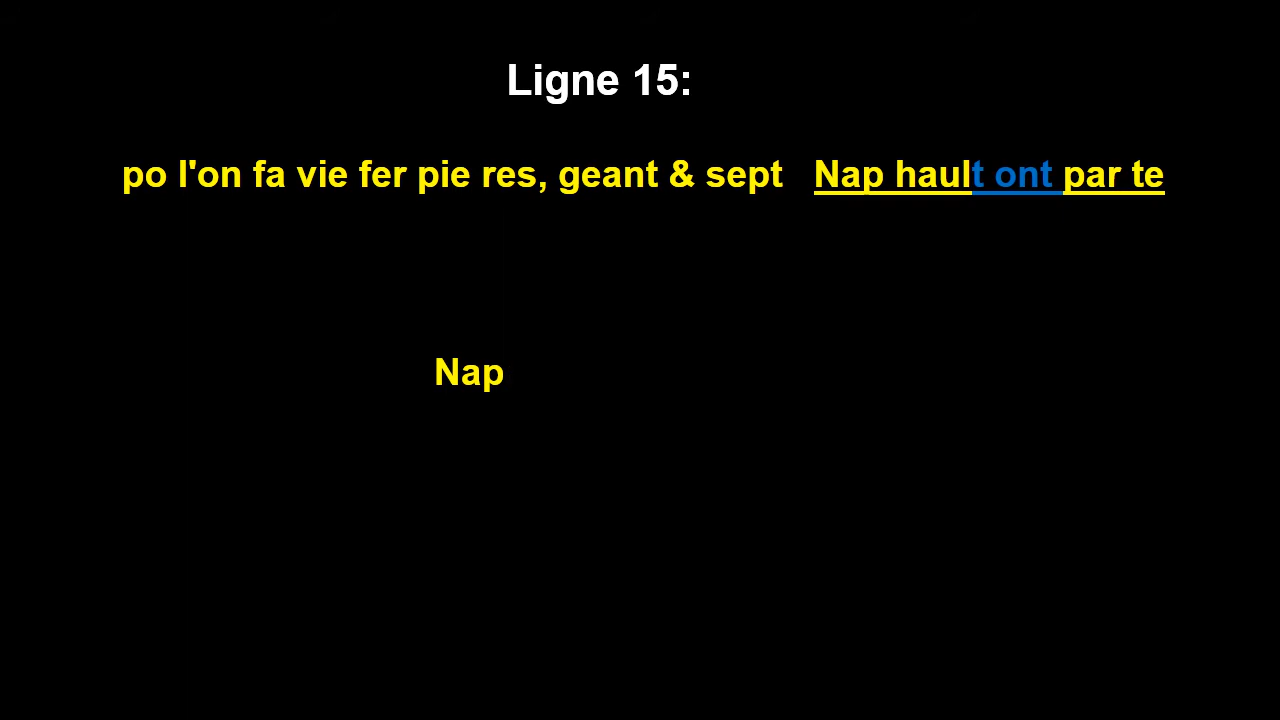 Ligne 15:
po l'on fa vie fer pie res, geant & sept   Nap hault ont par te
Nap